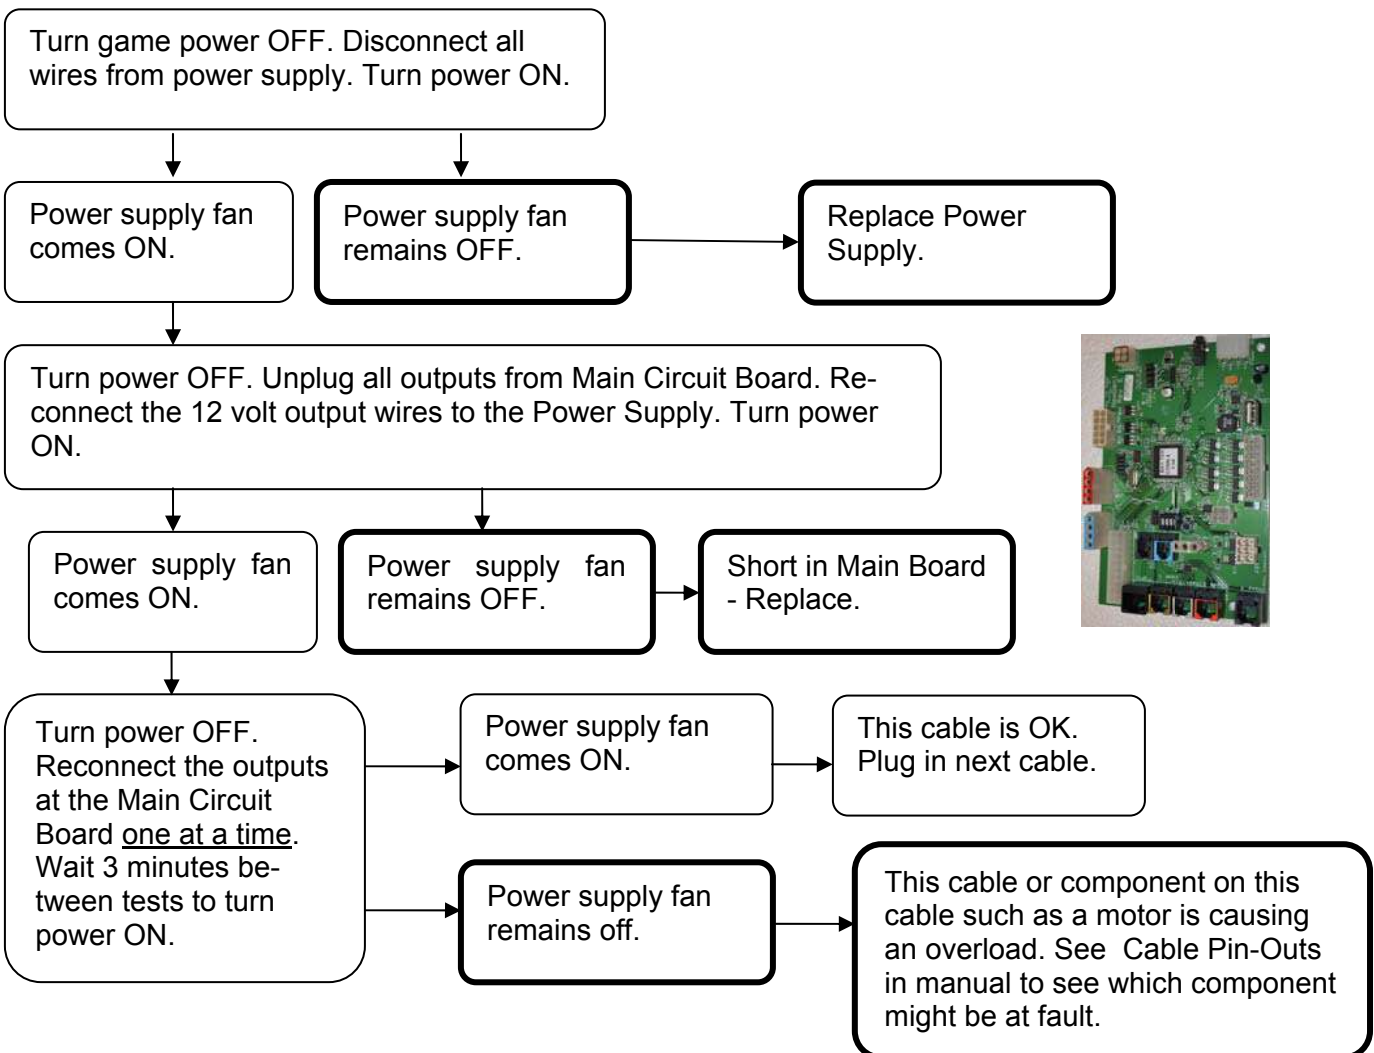 Turn game power OFF. Disconnect all
wires from power supply. Turn power ON.
Power supply fan
comes ON.
Power supply fan
remains OFF.
Replace Power
Supply.
Turn power OFF. Unplug all outputs from Main Circuit Board. Re-
connect the 12 volt output wires to the Power Supply. Turn power
ON.
Power supply fan
comes ON.
Power supply fan
remains OFF.
Short in Main Board
- Replace.
Turn power OFF.
Reconnect the outputs
at the Main Circuit
Board one at a time.
Wait 3 minutes be-
tween tests to turn
power ON.
Power supply fan
comes ON.
This cable is OK.
Plug in next cable.
Power supply fan
remains off.
This cable or component on this
cable such as a motor is causing
an overload. See  Cable Pin-Outs
in manual to see which component
might be at fault.